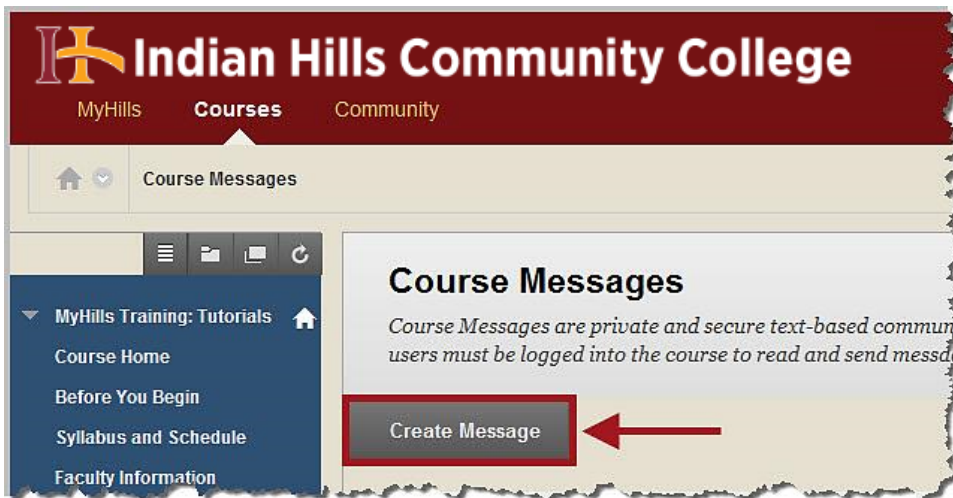 Indian Hills Community College
MyHills Courses Community
Course Messages
MyHills Training: Tutorials
Course Home
Before You Begin
Syllabus and Schedule
Faculty Information
Course Messages
Course Messages are private and secure text-based
users must be logged into the course to read and send
Create Message